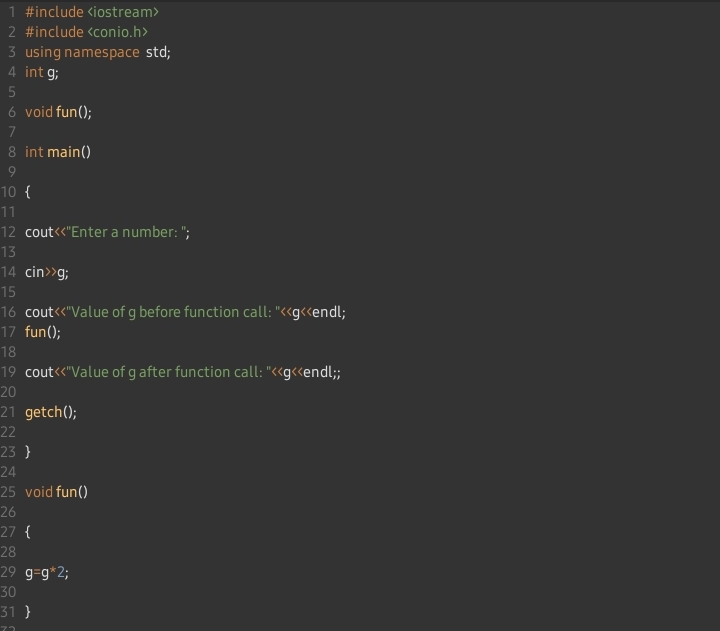 1 #include <iostream>
2 #include <conio.h>
3 using namespace std;
4 int g;
5
6 void fun();
7
8 int main()
9
10 {
11
12 cout<<"Enter a number: ";
13
14 cin>>g;
15
16 cout<<"Value of g before function call: "<<g<<endl;
17 fun();
18
19 cout<<"Value of g after function call: "<<g<<endl;;
20
21 getch();
22
23 }
24
25 void fun()
26
27 {
28
29 g=g*2;
30
31 }
32